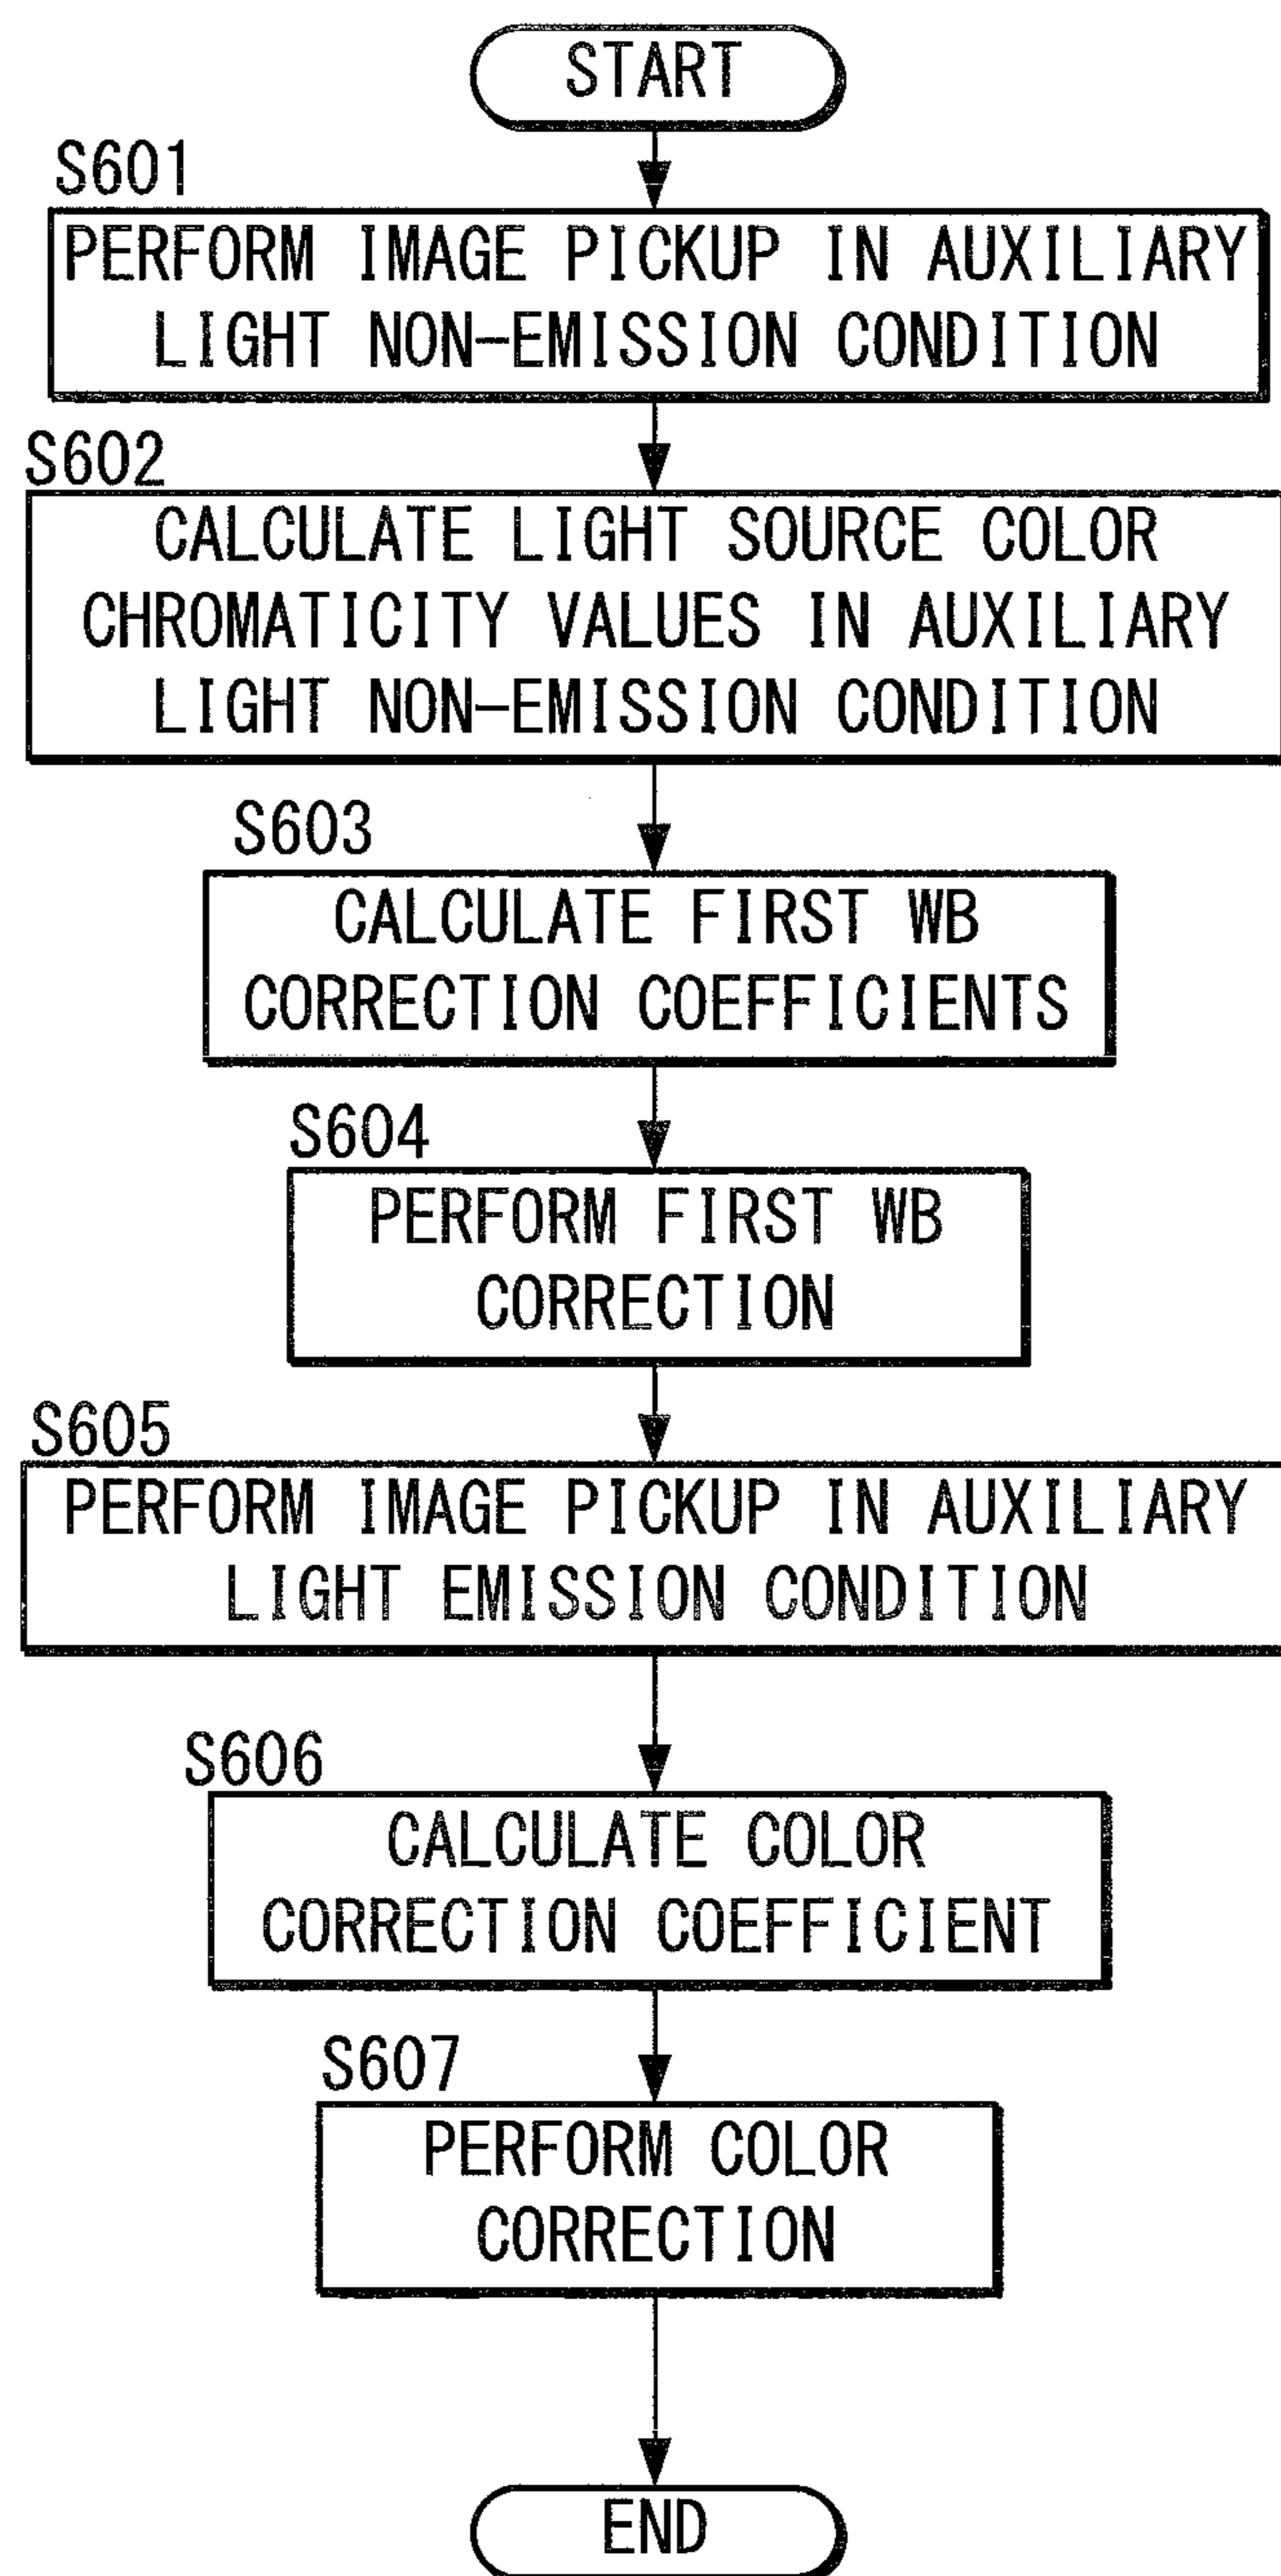 START
S601
PERFORM IMAGE PICKUP IN AUXILIARY
LIGHT NON-EMISSION CONDITION
S602
CALCULATE LIGHT SOURCE COLOR
CHROMATICITY VALUES IN AUXILIARY
LIGHT NON-EMISSION CONDITION
S603
CALCULATE FIRST WB
CORRECTION COEFFICIENTS
S604
PERFORM FIRST WB
CORRECTION
S605
PERFORM IMAGE PICKUP IN AUXILIARY
LIGHT EMISSION CONDITION
S606
CALCULATE COLOR
CORRECTION COEFFICIENT
S607
PERFORM COLOR
CORRECTION
END